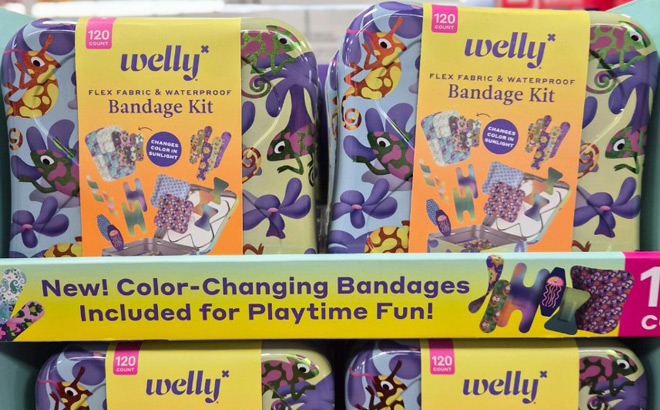 120
COUNT
welly
FLEX FABRIC & WATERPROOF
Bandage Kit
CHANGES
COLOR IN
SUNLIGHT
120
COUNT
welly
FLEX FABRIC & WATERPROOF
Bandage Kit
CHANGES
COLOR IN
SUNLIGHT
New! Color-Changing Bandages
Included for Playtime Fun!
120
COUNT
welly
120
COUNT
welly